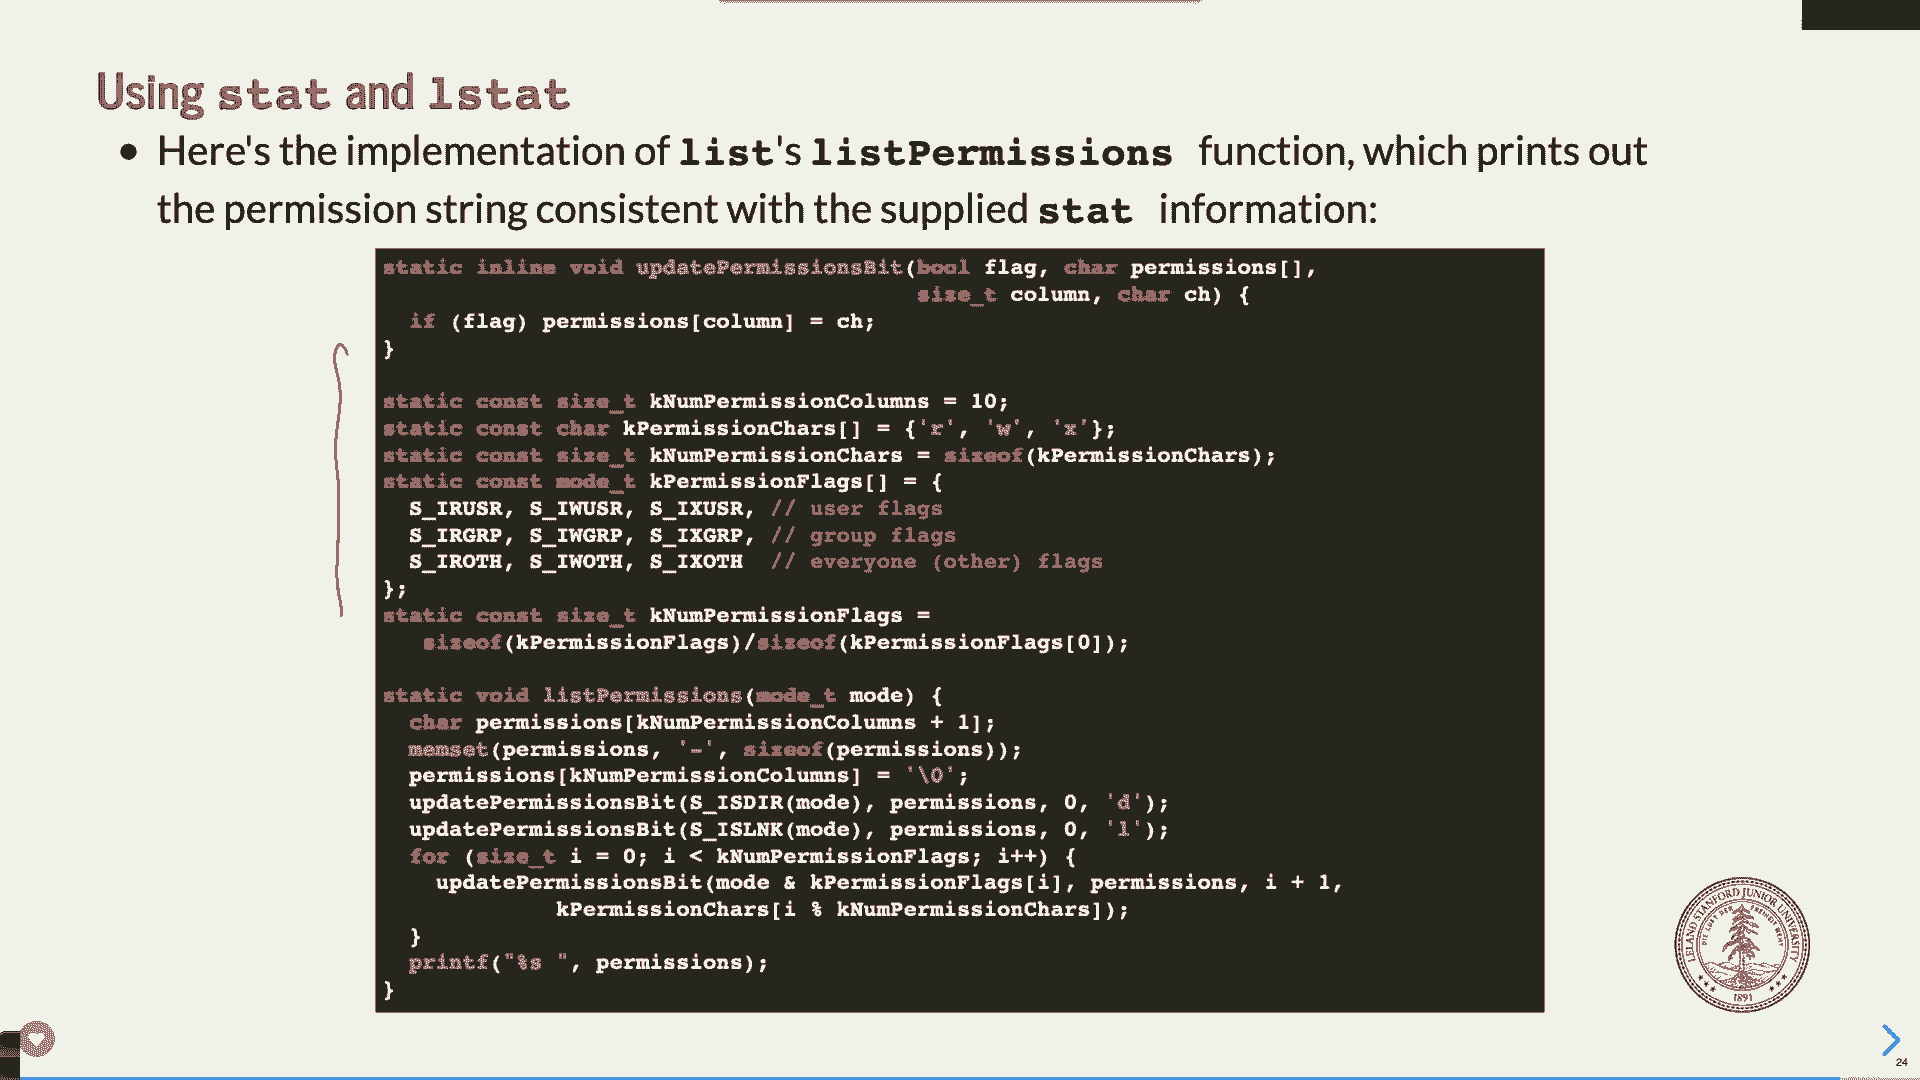 Using stat and lstat
• Here's the implementation of list's listPermissions function, which prints out
the permission string consistent with the supplied stat information:
static inline void updatePermissionsBit(bool flag, char permissions[],
                                        size_t column, char ch) {
  if (flag) permissions[column] = ch;
}

static const size_t kNumPermissionColumns = 10;
static const char kPermissionChars[] = {'r', 'w', 'x'};
static const size_t kNumPermissionChars = sizeof(kPermissionChars);
static const mode_t kPermissionFlags[] = {
  S_IRUSR, S_IWUSR, S_IXUSR, // user flags
  S_IRGRP, S_IWGRP, S_IXGRP, // group flags
  S_IROTH, S_IWOTH, S_IXOTH  // everyone (other) flags
};
static const size_t kNumPermissionFlags =
   sizeof(kPermissionFlags)/sizeof(kPermissionFlags[0]);

static void listPermissions(mode_t mode) {
  char permissions[kNumPermissionColumns + 1];
  memset(permissions, '-', sizeof(permissions));
  permissions[kNumPermissionColumns] = '\0';
  updatePermissionsBit(S_ISDIR(mode), permissions, 0, 'd');
  updatePermissionsBit(S_ISLNK(mode), permissions, 0, 'l');
  for (size_t i = 0; i < kNumPermissionFlags; i++) {
    updatePermissionsBit(mode & kPermissionFlags[i], permissions, i + 1,
             kPermissionChars[i % kNumPermissionChars]);
  }
  printf("%s ", permissions);
}
LELAND STANFORD JUNIOR UNIVERSITY
DIE LUFT DER FREIHEIT WEHT
1891
24